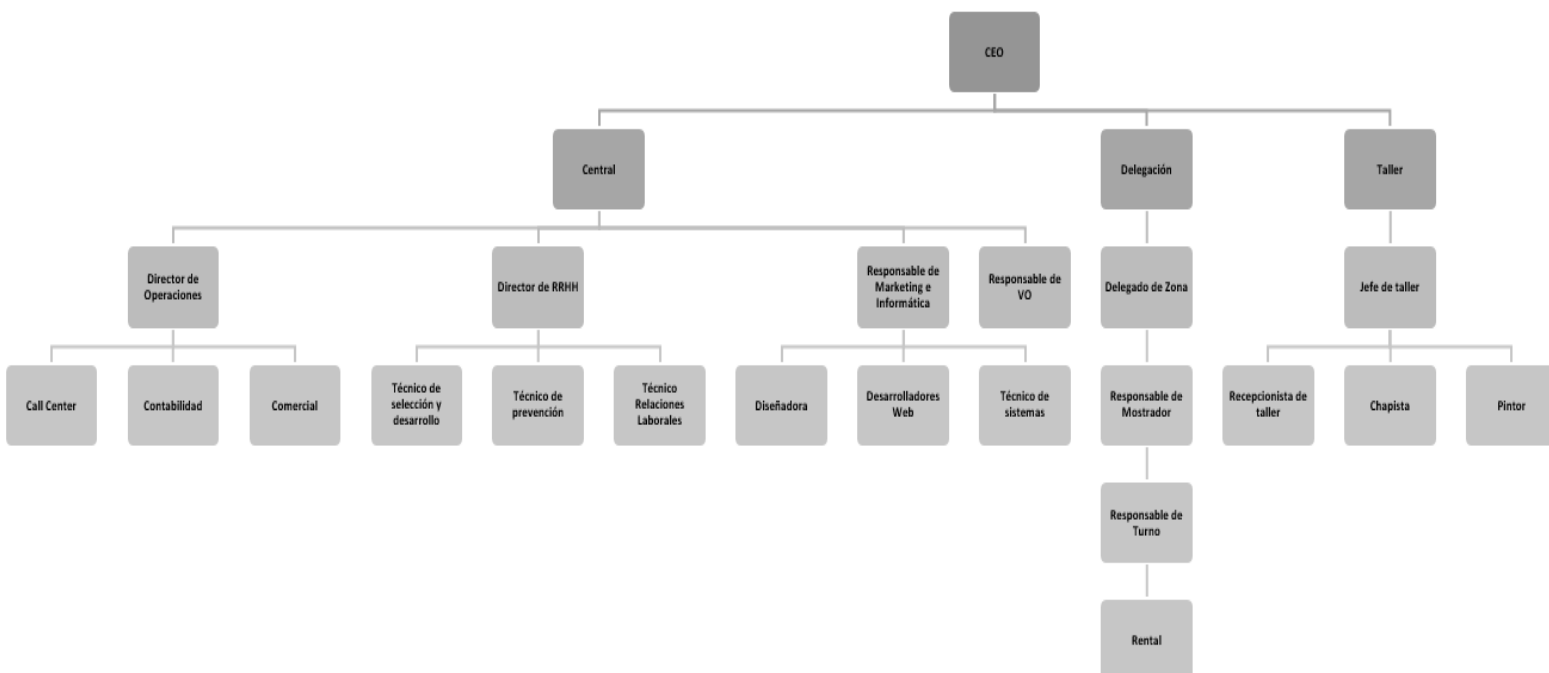 CEO
Central
Delegación
Taller
Director de
Operaciones
Director de RRHH
Responsable de
Marketing e
Informática
Responsable de
VO
Delegado de Zona
Jefe de taller
Call Center
Contabilidad
Comercial
Técnico de
selección y
desarrollo
Técnico de
prevención
Técnico
Relaciones
Laborales
Diseñadora
Desarrolladores
Web
Técnico de
sistemas
Responsable de
Mostrador
Recepcionista de
taller
Chapista
Pintor
Responsable de
Turno
Rental